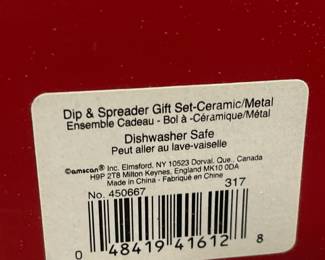 Dip & Spreader Gift Set-Ceramic/Metal
Ensemble Cadeau - Bol à -Céramique/Métal
Dishwasher Safe
Peut aller au lave-vaiselle
©amscan® Inc. Elmsford, NY 10523 Dorval, Que., Canada
H9P 2T8 Milton Keynes, England MK10 0DA
Made in China - Fabriqué en Chine
No. 450667 317
0 48419 41612 8